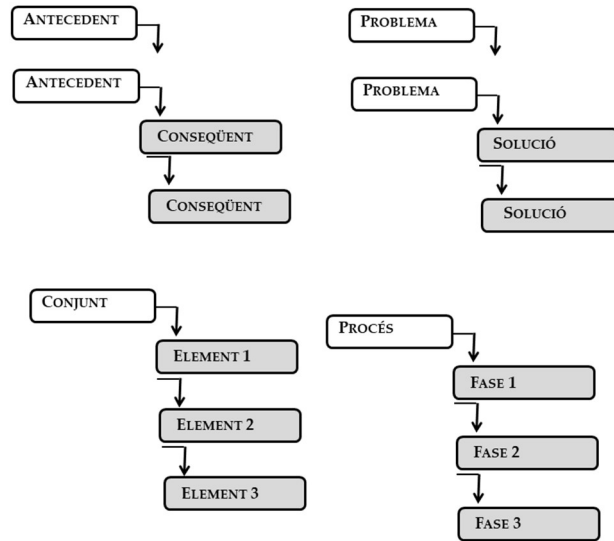 ANTECEDENT
ANTECEDENT
CONSEQÜENT
CONSEQÜENT
PROBLEMA
PROBLEMA
SOLUCIÓ
SOLUCIÓ
CONJUNT
ELEMENT 1
ELEMENT 2
ELEMENT 3
PROCÉS
FASE 1
FASE 2
FASE 3